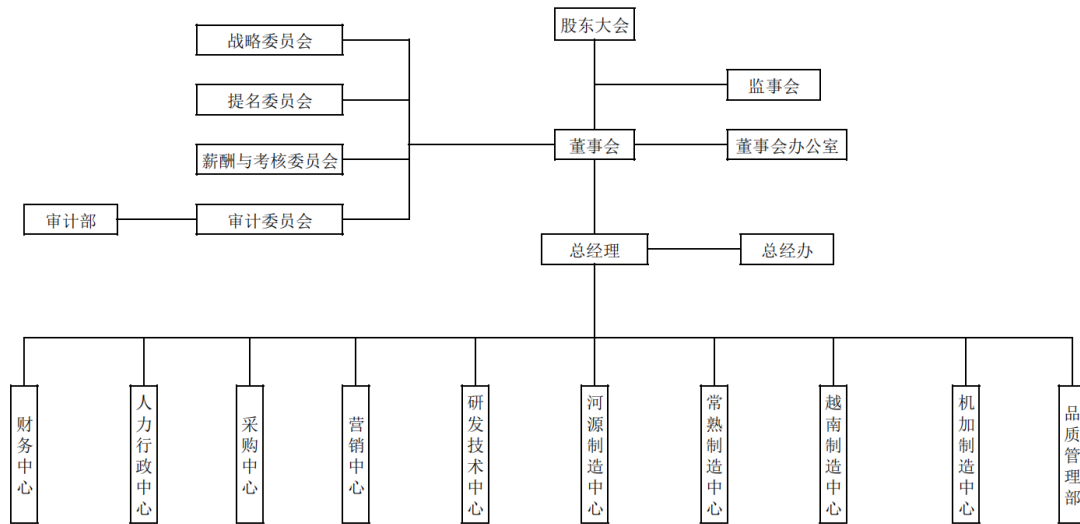 股东大会
战略委员会
监事会
提名委员会
董事会
董事会办公室
薪酬与考核委员会
审计部
审计委员会
总经理
总经办
财务中心
人力行政中心
采购中心
营销中心
研发技术中心
河源制造中心
常熟制造中心
越南制造中心
机加制造中心
品质管理部